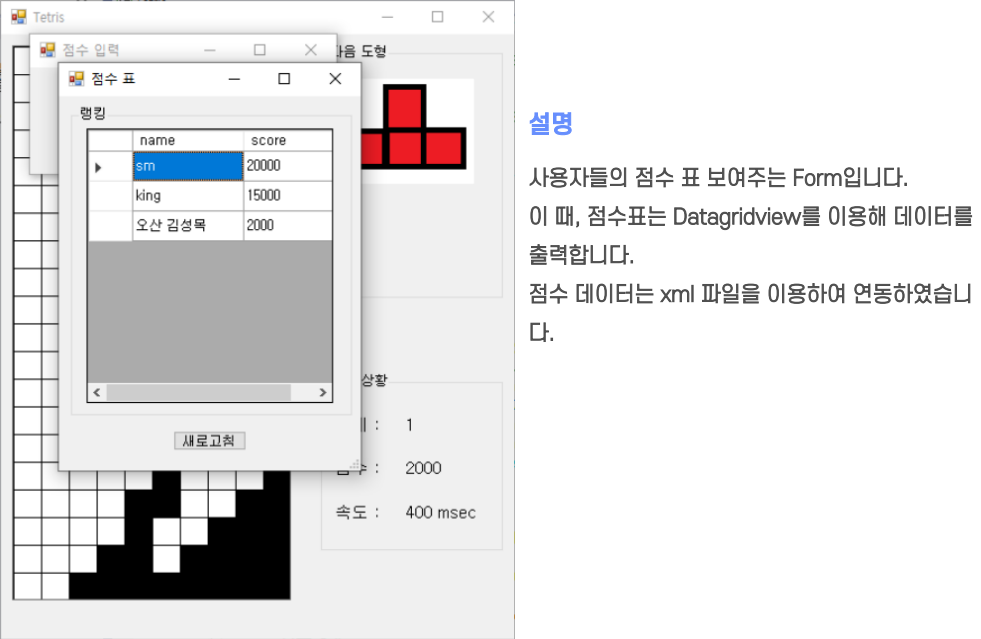 Tetris
점수 입력
다음 도형
점수 표
랭킹
name score
sm 20000
king 15000
오산 김성목 2000
새로고침
상황
: 1
점수 : 2000
속도 : 400 msec
설명
사용자들의 점수 표 보여주는 Form입니다.
이 때, 점수표는 Datagridview를 이용해 데이터를
출력합니다.
점수 데이터는 xml 파일을 이용하여 연동하였습니
다.